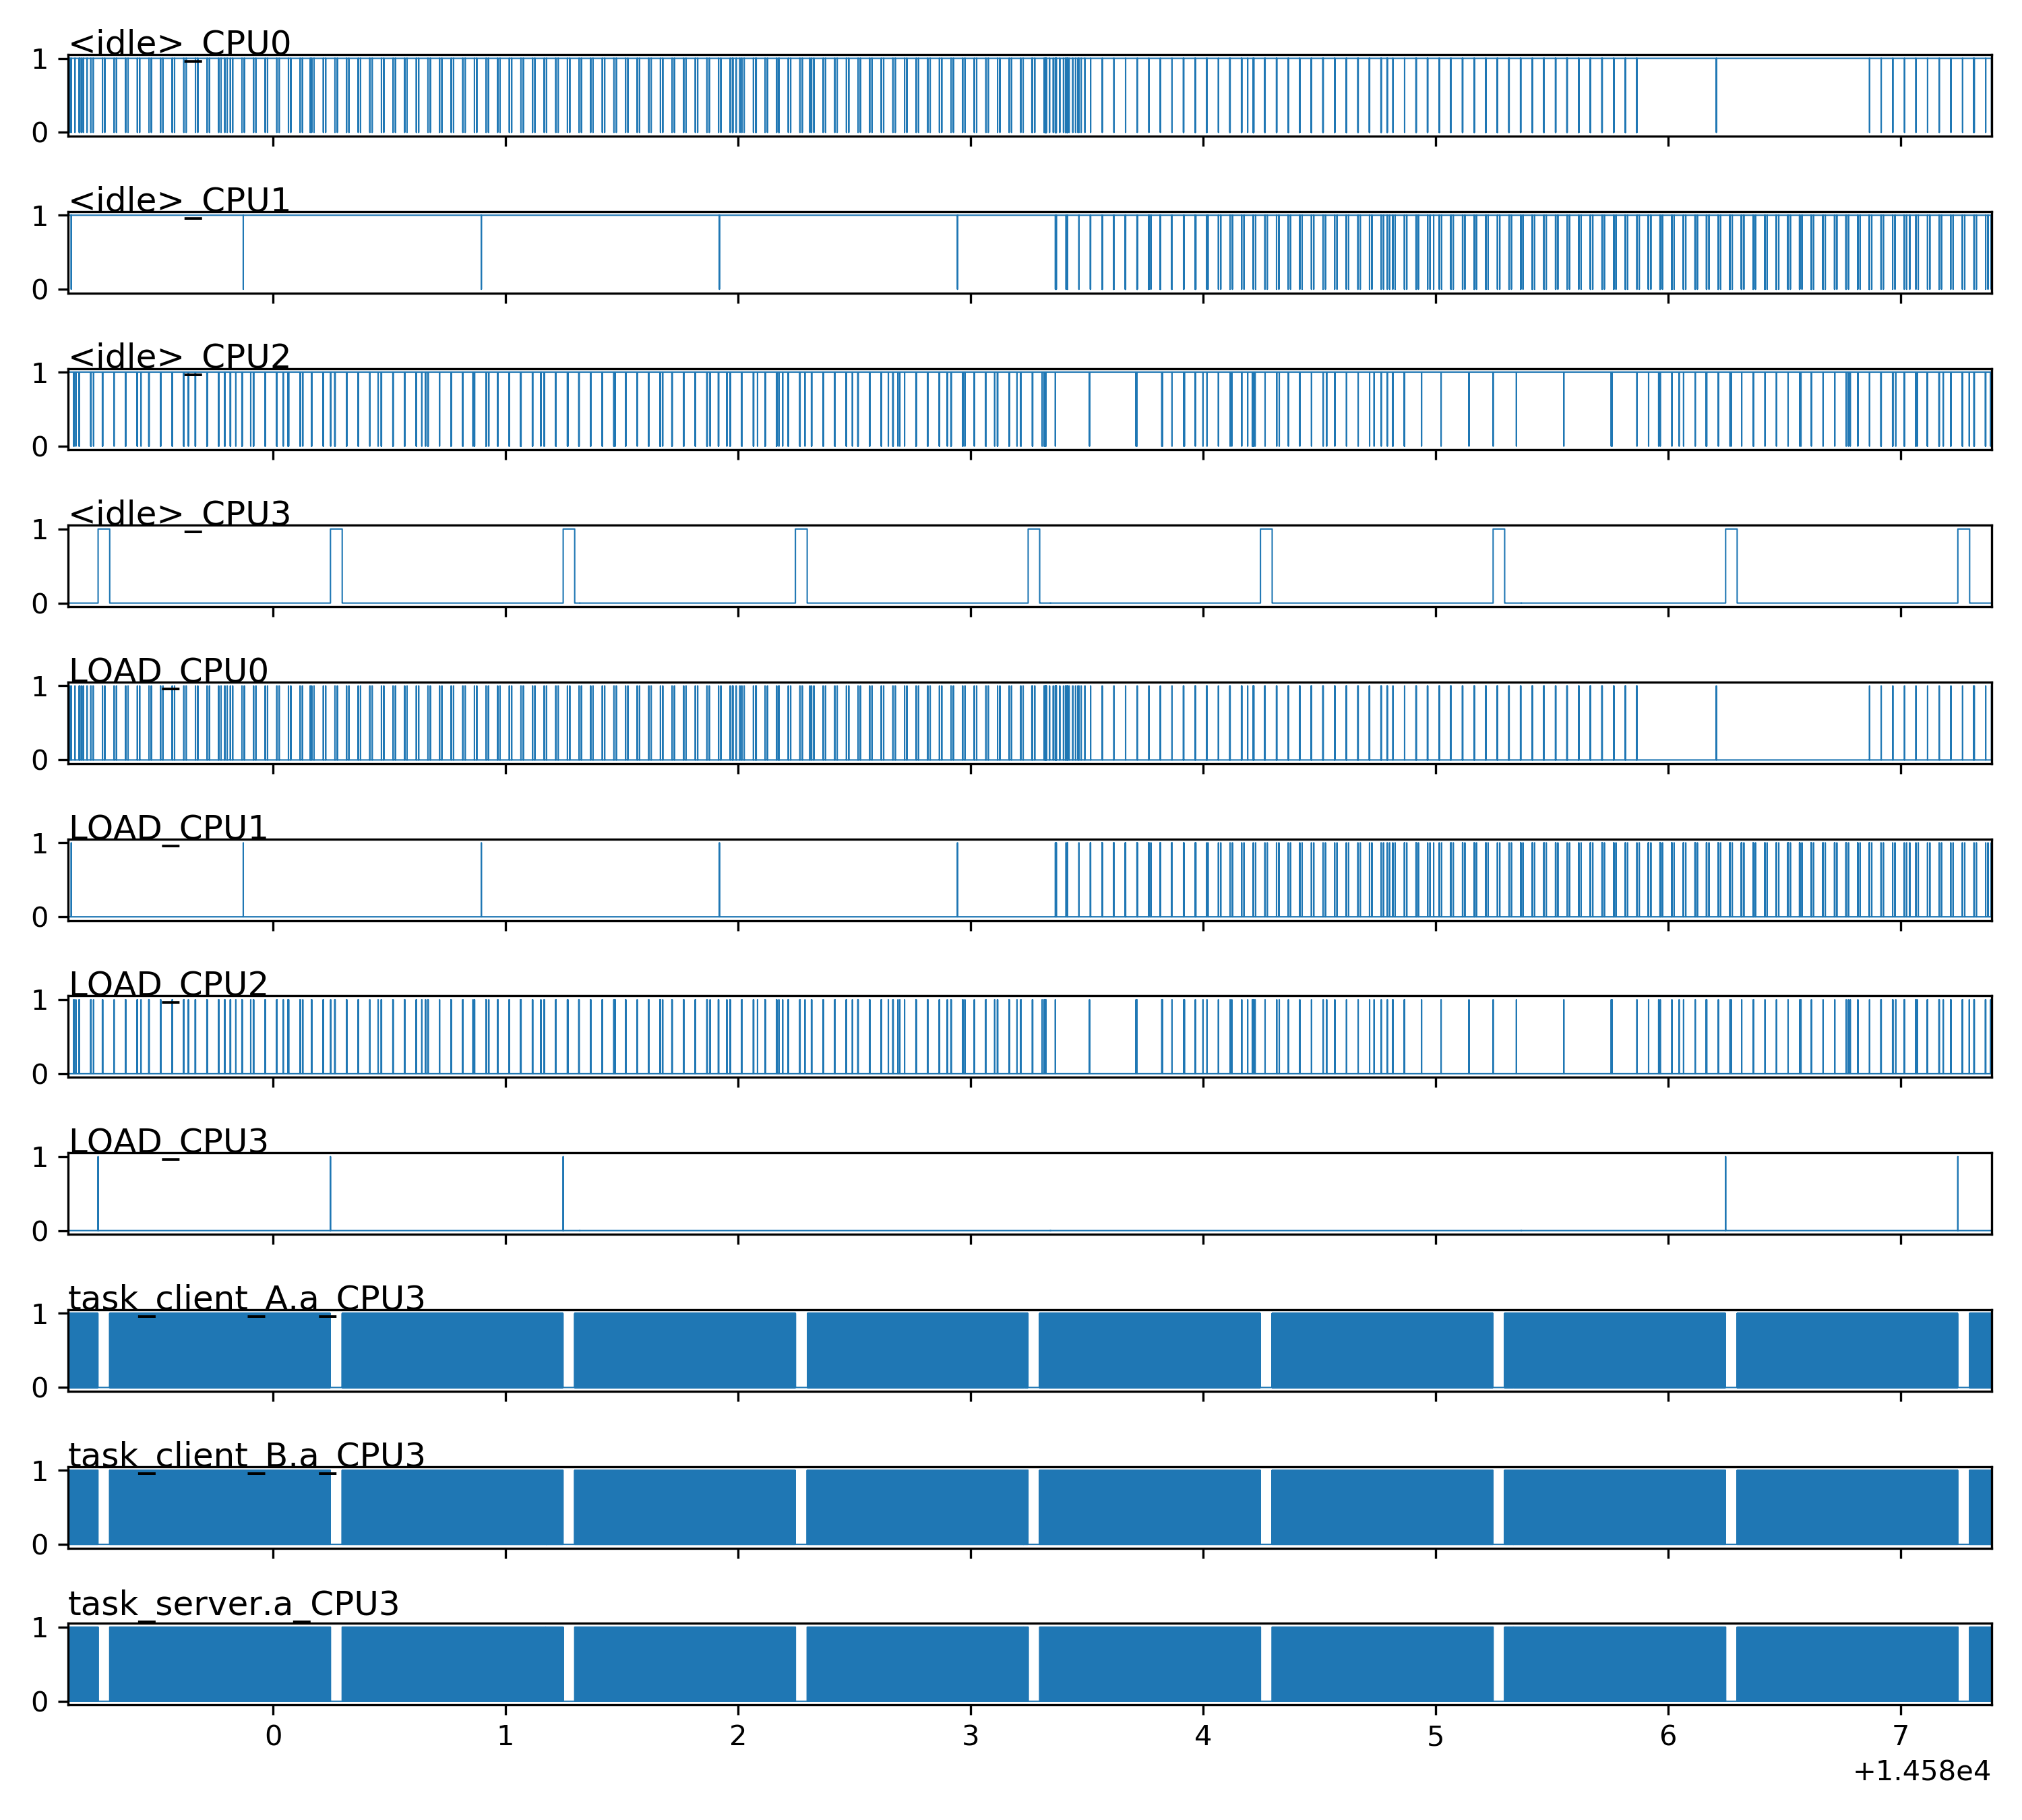 <idle>_CPU0
1
0
<idle>_CPU1
1
0
<idle>_CPU2
1
0
<idle>_CPU3
1
0
LOAD_CPU0
1
0
LOAD_CPU1
1
0
LOAD_CPU2
1
0
LOAD_CPU3
1
0
task_client_A.a_CPU3
1
0
task_client_B.a_CPU3
1
0
task_server.a_CPU3
1
0
0 1 2 3 4 5 6 7
+1.458e4